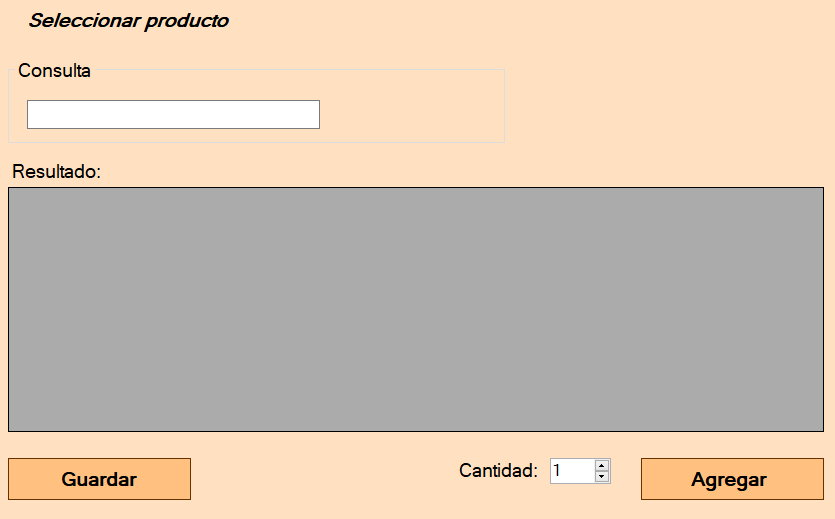 Seleccionar producto
Consulta
Resultado:
Guardar
Cantidad: 1
Agregar